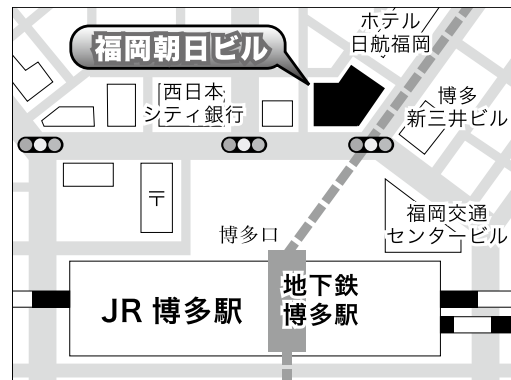 ホテル
日航福岡
福岡朝日ビル
西日本
シティ銀行
博多
新三井ビル
〒
福岡交通
センタービル
博多口
JR 博多駅
地下鉄
博多駅